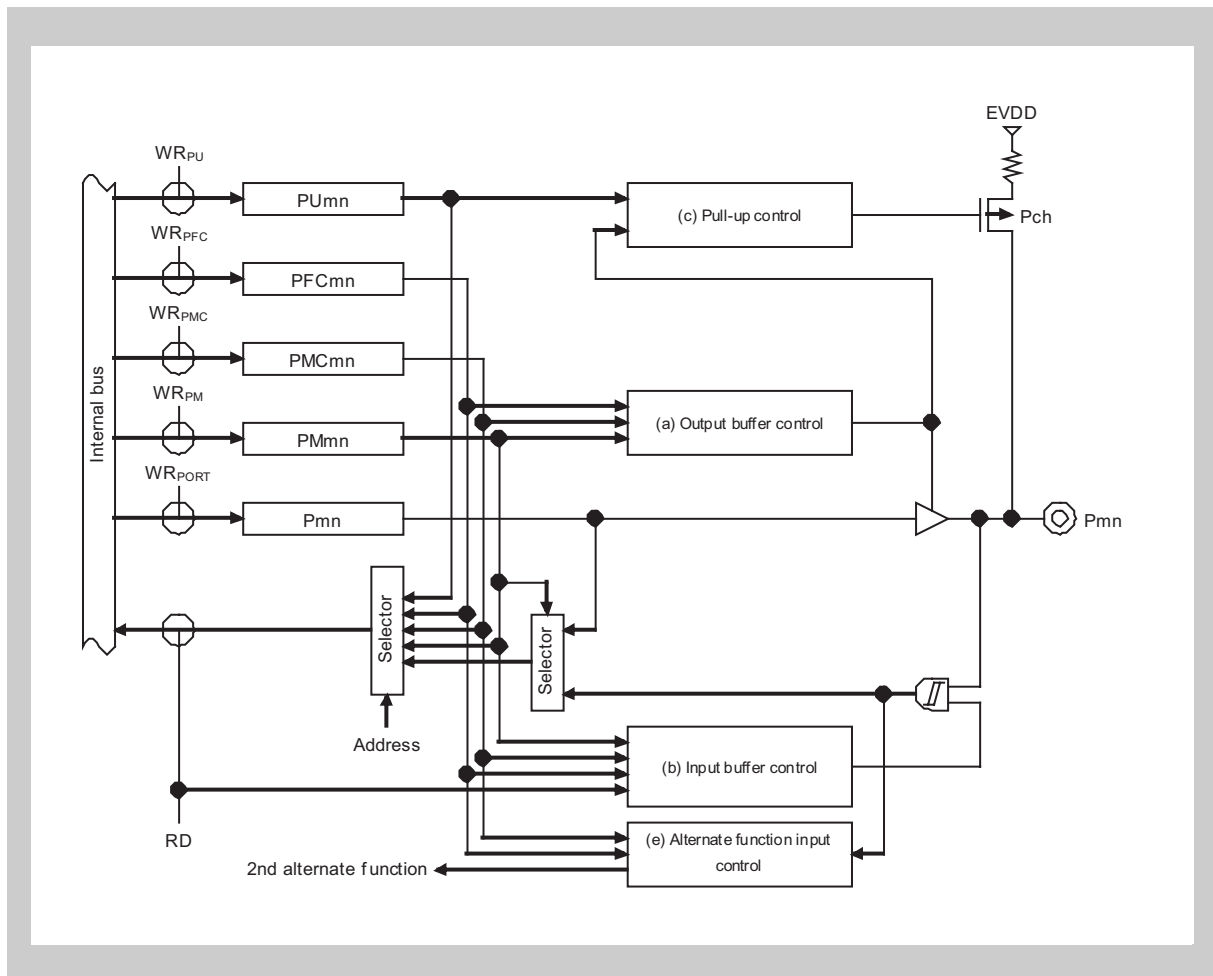 EVDD
WRPU
PUmn
(c) Pull-up control
Pch
WRPFC
PFCmn
WRPMC
PMCmn
Internal bus
WRPM
PMmn
(a) Output buffer control
WRPORT
Pmn
Pmn
Selector
Selector
Address
(b) Input buffer control
RD
(e) Alternate function input
control
2nd alternate function